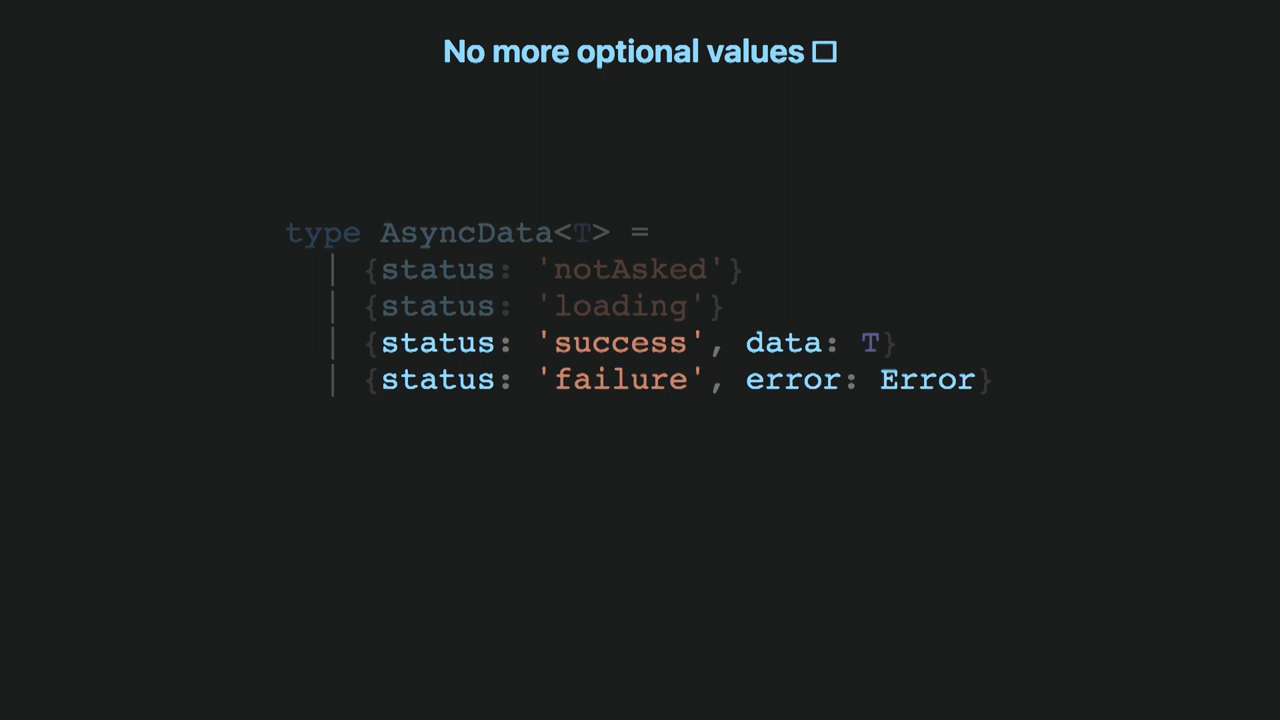 No more optional values □
type AsyncData<T> =
| {status: 'notAsked'}
| {status: 'loading'}
| {status: 'success', data: T}
| {status: 'failure', error: Error}